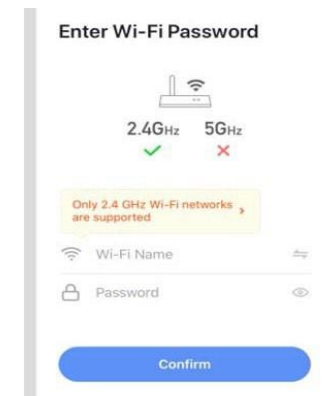 Enter Wi-Fi Password
2.4GHz 5GHz
Only 2.4 GHz Wi-Fi networks
are supported
Wi-Fi Name
Password
Confirm